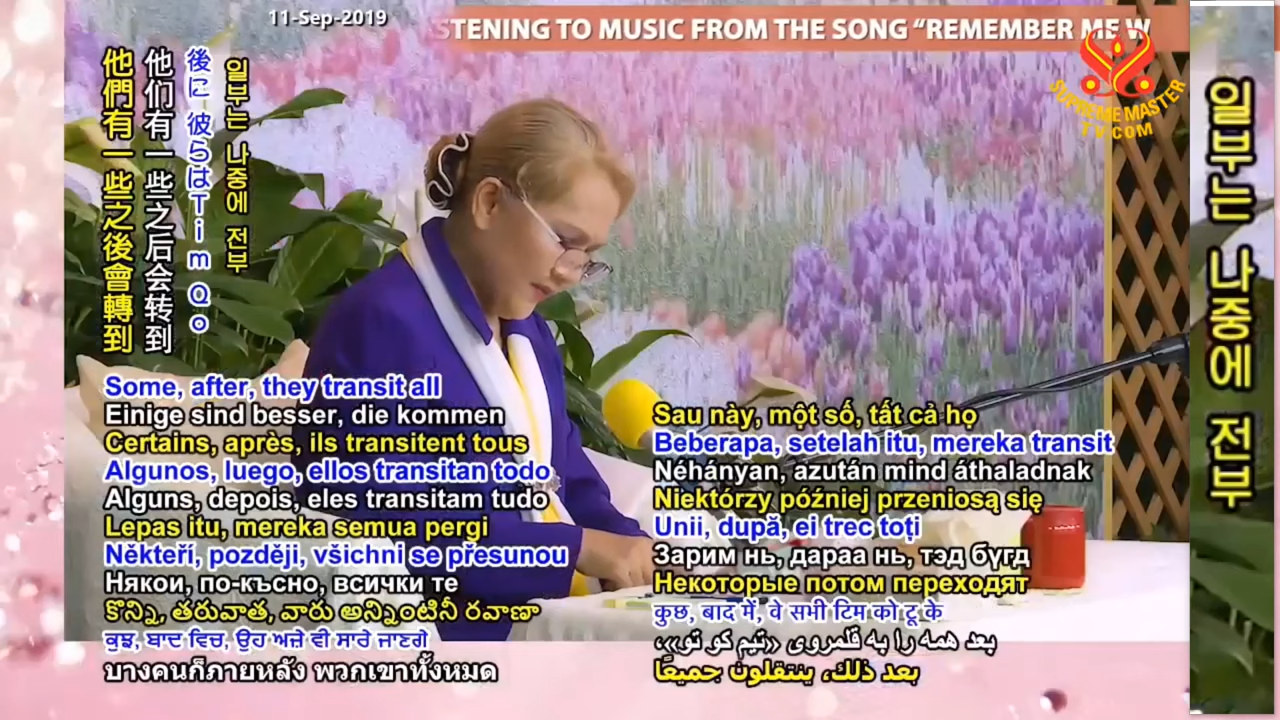 11-Sep-2019
STENING TO MUSIC FROM THE SONG “REMEMBER ME W
SUPREME MASTER
TV.COM
他們有一些之後會轉到
他们有一些之后会转到
後に 彼らはTim Qo
일부는 나중에 전부
Some, after, they transit all
Einige sind besser, die kommen
Certains, après, ils transitent tous
Algunos, luego, ellos transitan todo
Alguns, depois, eles transitam tudo
Lepas itu, mereka semua pergi
Někteří, později, všichni se přesunou
Някои, по-късно, всички те
కొన్ని, తరువాత, వారు అన్నింటినీ రవాణా
ਕੁਝ, ਬਾਦ ਵਿਚ, ਉਹ ਅਜੇ ਵੀ ਸਾਰੇ ਜਾਣਗੇ
บางคนก็ภายหลัง พวกเขาทั้งหมด
Sau này, một số, tất cả họ
Beberapa, setelah itu, mereka transit
Néhányan, azután mind áthaladnak
Niektórzy później przeniosą się
Unii, după, ei trec toți
Зарим нь, дараа нь, тэд бүгд
Некоторые потом переходят
कुछ, बाद में, वे सभी टिम को टू के
بعد همه را به قلمروی «تیم کو تو»،
بعد ذلك، ينتقلون جميعًا
일부는 나중에 전부